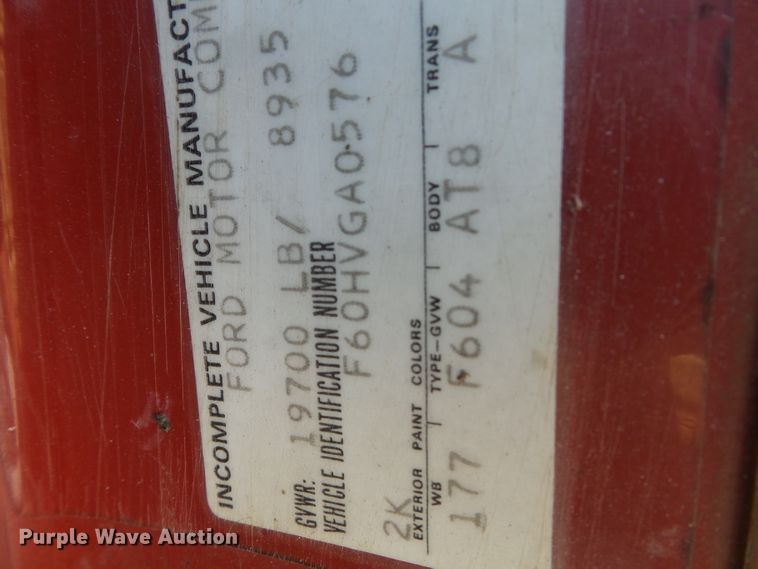 INCOMPLETE VEHICLE MANUFACT
FORD MOTOR COM
GVWR: 19700 LB/ 8935
VEHICLE IDENTIFICATION NUMBER
F60HVGA0576
2K
EXTERIOR PAINT COLORS
WB TYPE-GVW BODY TRANS
177 F604 AT8 A
Purple Wave Auction